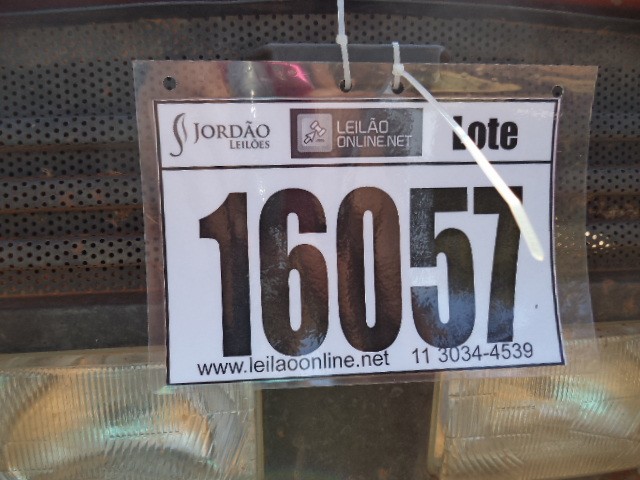 JORDÃO
LEILÕES
LEILÃO
ONLINE.NET
Lote
16057
www.leilaoonline.net 11 3034-4539